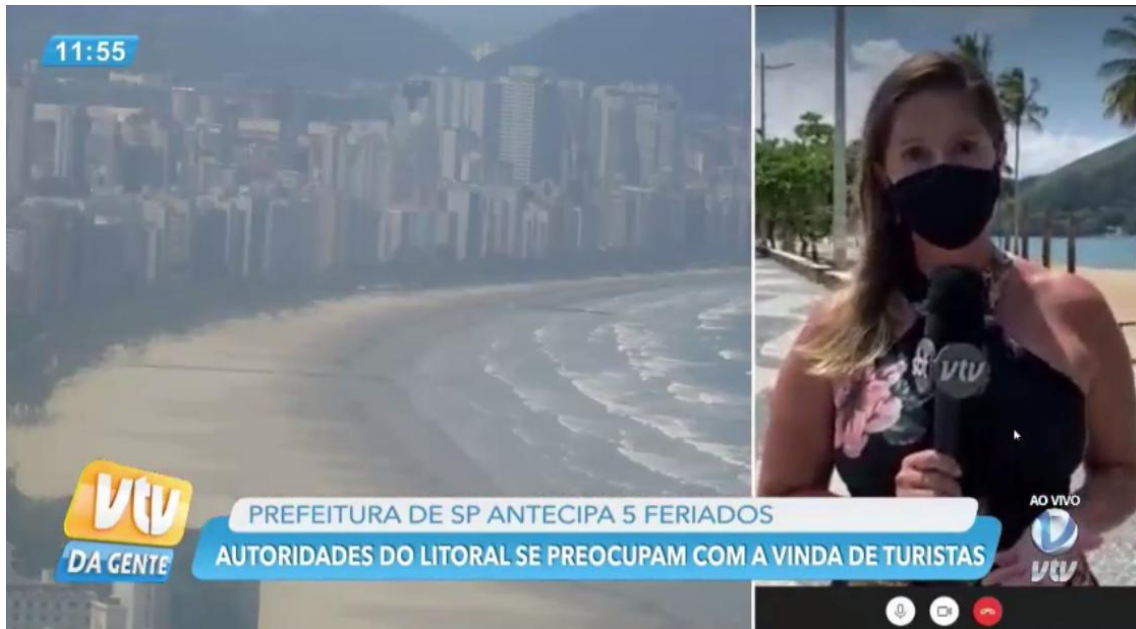 11:55
vtv
DA GENTE
PREFEITURA DE SP ANTECIPA 5 FERIADOS
AUTORIDADES DO LITORAL SE PREOCUPAM COM A VINDA DE TURISTAS
sbt
vtv
AO VIVO
vtv